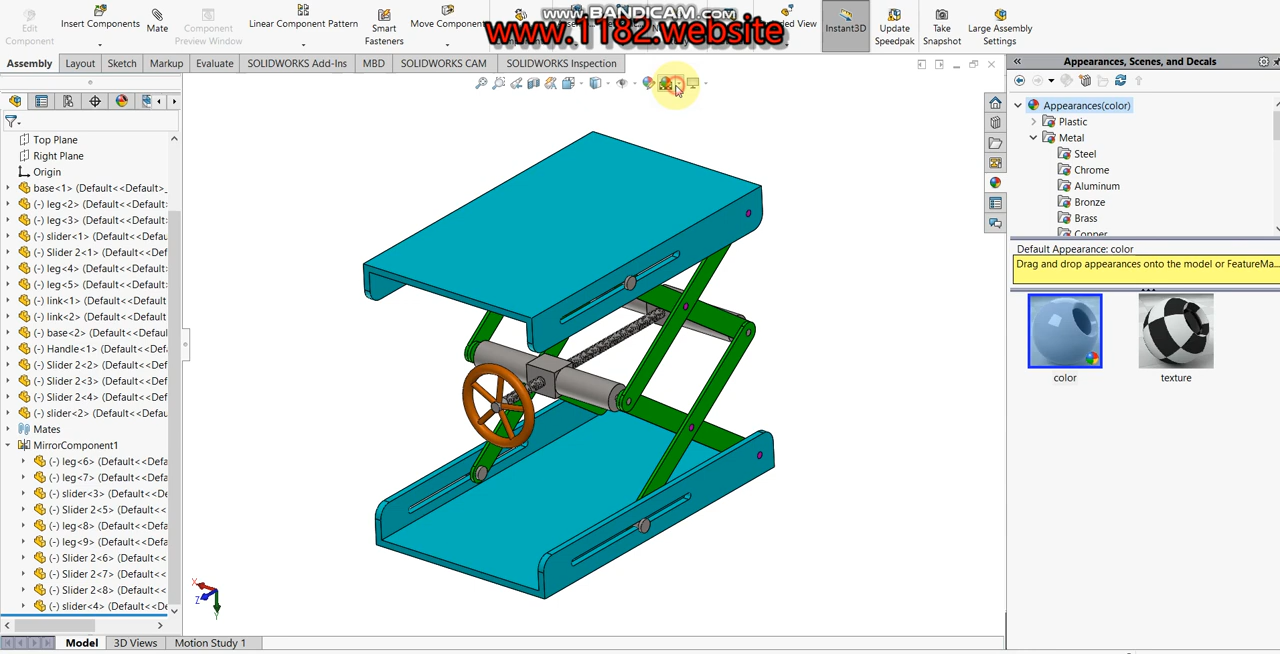 www.BANDICAM.com
www.1182.website
Edit Component
Insert Components
Mate
Component Preview Window
Linear Component Pattern
Smart Fasteners
Move Component
Instant3D
Update Speedpak
Take Snapshot
Large Assembly Settings
Assembly
Layout
Sketch
Markup
Evaluate
SOLIDWORKS Add-Ins
MBD
SOLIDWORKS CAM
SOLIDWORKS Inspection
Top Plane
Right Plane
Origin
base<1> (Default<<Default>_
(-) leg<2> (Default<<Default>
(-) leg<3> (Default<<Default>
(-) slider<1> (Default<<Defau
(-) Slider 2<1> (Default<<Def
(-) leg<4> (Default<<Default>
(-) leg<5> (Default<<Default>
(-) link<1> (Default<<Default
(-) link<2> (Default<<Default
(-) base<2> (Default<<Defau
(-) Handle<1> (Default<<Def
(-) Slider 2<2> (Default<<Def
(-) Slider 2<3> (Default<<Def
(-) Slider 2<4> (Default<<Def
(-) slider<2> (Default<<Defau
Mates
MirrorComponent1
(-) leg<6> (Default<<Defa
(-) leg<7> (Default<<Defa
(-) slider<3> (Default<<De
(-) Slider 2<5> (Default<<
(-) leg<8> (Default<<Defa
(-) leg<9> (Default<<Defa
(-) Slider 2<6> (Default<<
(-) Slider 2<7> (Default<<
(-) Slider 2<8> (Default<<
(-) slider<4> (Default<<De
X
Z
Y
Model
3D Views
Motion Study 1
Appearances, Scenes, and Decals
Appearances(color)
Plastic
Metal
Steel
Chrome
Aluminum
Bronze
Brass
Copper
Default Appearance: color
Drag and drop appearances onto the model or FeatureMa...
color
texture